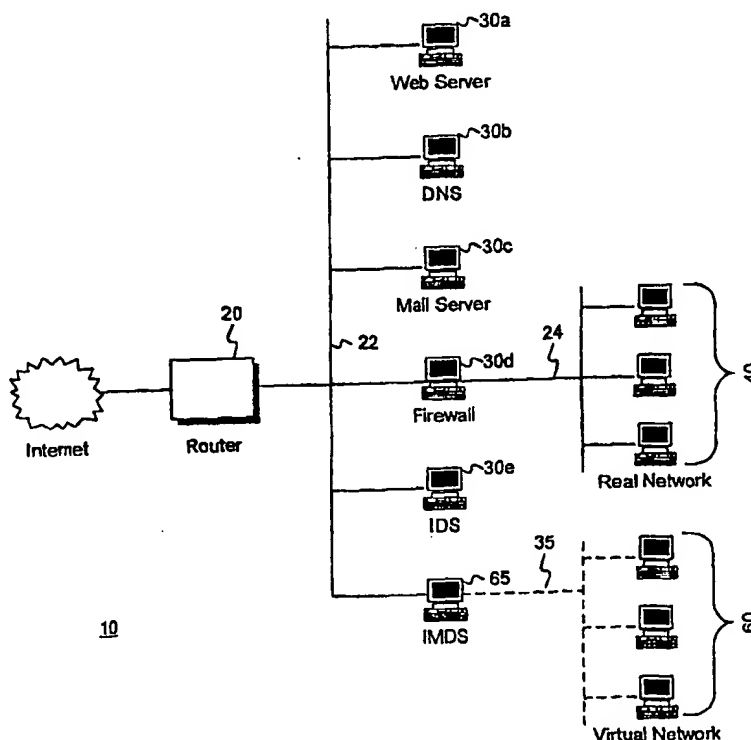 30a
Web Server
30b
DNS
30c
Mail Server
20
22
30d
24
Internet
Router
Firewall
Real Network
30e
IDS
65
35
60
IMDS
10
Virtual Network